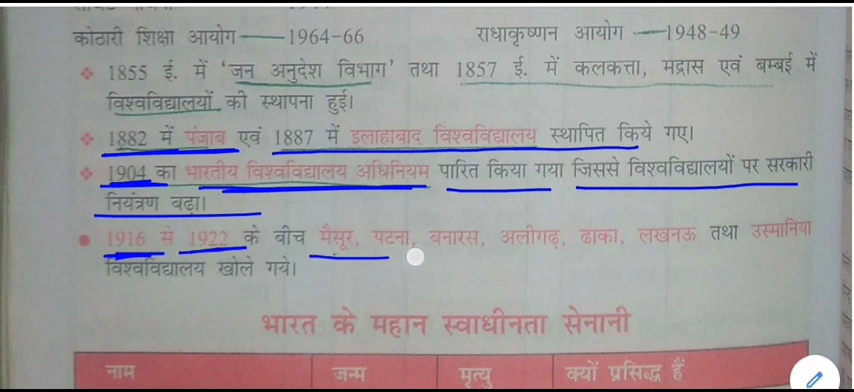 कोठारी शिक्षा आयोग — 1964-66 राधाकृष्णन आयोग — 1948-49
❖ 1855 ई. में 'जन अनुदेश विभाग' तथा 1857 ई. में कलकत्ता, मद्रास एवं बम्बई में
विश्वविद्यालयों की स्थापना हुई।
❖ 1882 में पंजाब एवं 1887 में इलाहाबाद विश्वविद्यालय स्थापित किये गए।
❖ 1904 का भारतीय विश्वविद्यालय अधिनियम पारित किया गया जिससे विश्वविद्यालयों पर सरकारी
नियंत्रण बढ़ा।
● 1916 से 1922 के बीच मैसूर, पटना, बनारस, अलीगढ़, ढाका, लखनऊ तथा उस्मानिया
विश्वविद्यालय खोले गये।
भारत के महान स्वाधीनता सेनानी
नाम जन्म मृत्यु क्यों प्रसिद्ध हैं